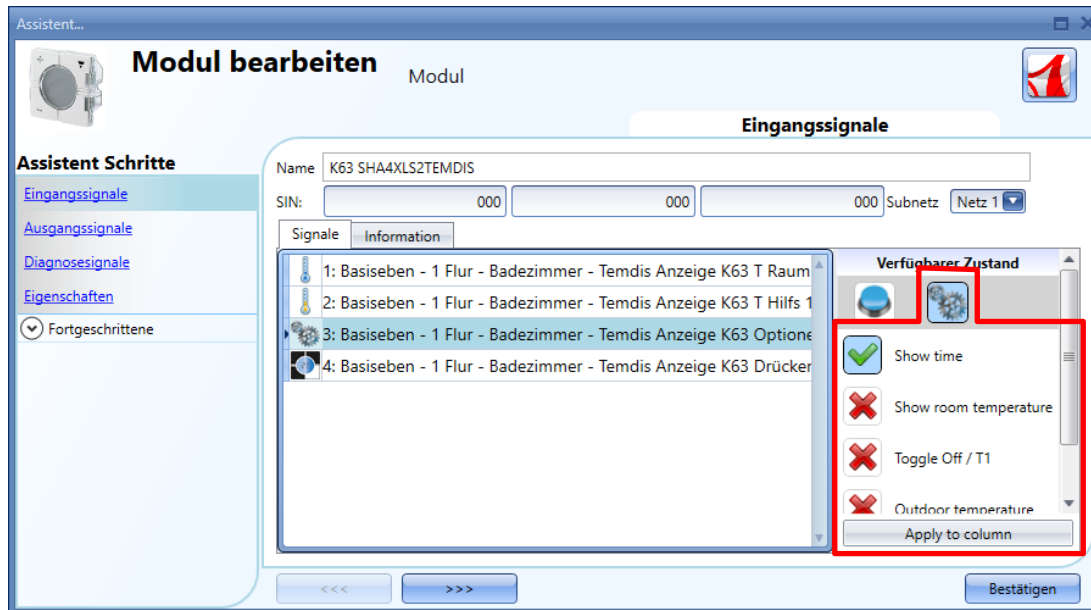 Assistent...
Modul bearbeiten
Modul
Eingangssignale
Assistent Schritte
Eingangssignale
Ausgangssignale
Diagnosesignale
Eigenschaften
Fortgeschrittene
Name K63 SHA4XLS2TEMDIS
SIN: 000 000 000 Subnetz Netz 1
Signale Information
1: Basiseben - 1 Flur - Badezimmer - Temdis Anzeige K63 T Raum
2: Basiseben - 1 Flur - Badezimmer - Temdis Anzeige K63 T Hilfs 1
3: Basiseben - 1 Flur - Badezimmer - Temdis Anzeige K63 Optione
4: Basiseben - 1 Flur - Badezimmer - Temdis Anzeige K63 Drücker
Verfügbarer Zustand
Show time
Show room temperature
Toggle Off / T1
Outdoor temperature
Apply to column
<<<
>>>
Bestätigen